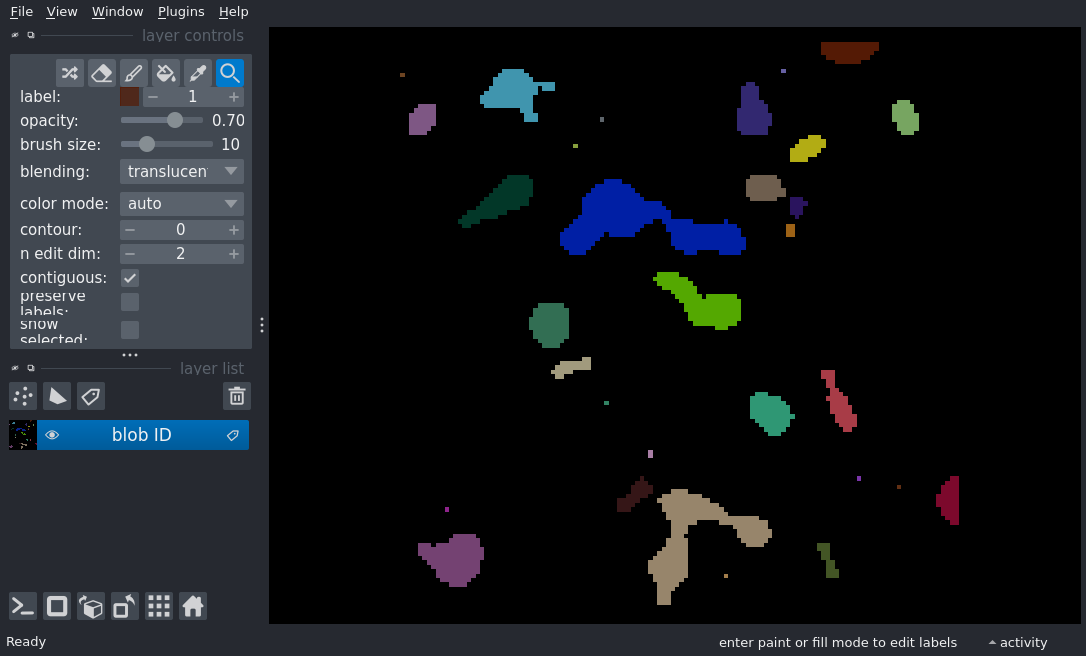 File View Window Plugins Help
layer controls
label: 1
opacity: 0.70
brush size: 10
blending: translucen
color mode: auto
contour: 0
n edit dim: 2
contiguous:
preserve
labels:
show
selected:
layer list
blob ID
Ready
enter paint or fill mode to edit labels
activity